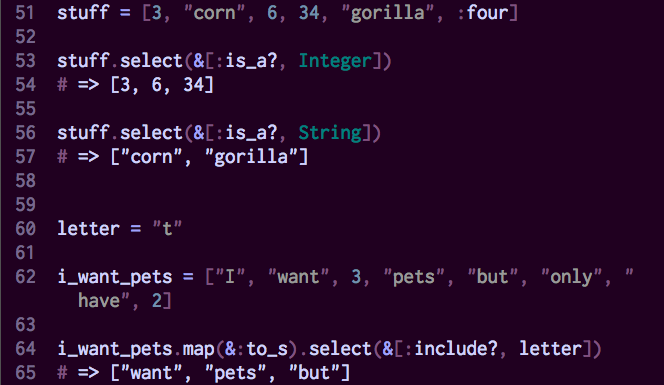 51 stuff = [3, "corn", 6, 34, "gorilla", :four]
52
53 stuff.select(&[:is_a?, Integer])
54 # => [3, 6, 34]
55
56 stuff.select(&[:is_a?, String])
57 # => ["corn", "gorilla"]
58
59
60 letter = "t"
61
62 i_want_pets = ["I", "want", 3, "pets", "but", "only", "
have", 2]
63
64 i_want_pets.map(&:to_s).select(&[:include?, letter])
65 # => ["want", "pets", "but"]